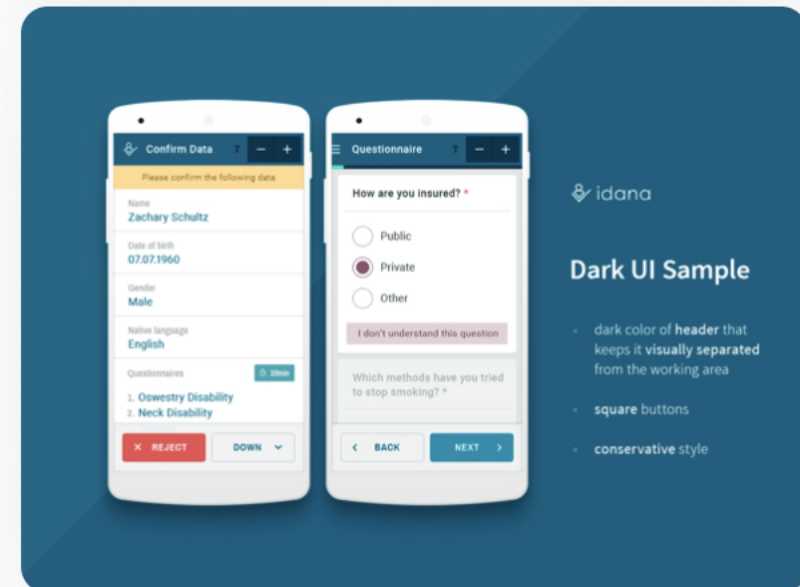 Confirm Data T − +
Please confirm the following data
Name
Zachary Schultz
Date of birth
07.07.1960
Gender
Male
Native language
English
Questionnaires
30min
1. Oswestry Disability
2. Neck Disability
× REJECT
DOWN
Questionnaire T − +
How are you insured? *
Public
Private
Other
I don't understand this question
Which methods have you tried
to stop smoking? *
BACK
NEXT
idana
Dark UI Sample
dark color of header that
keeps it visually separated
from the working area
square buttons
conservative style